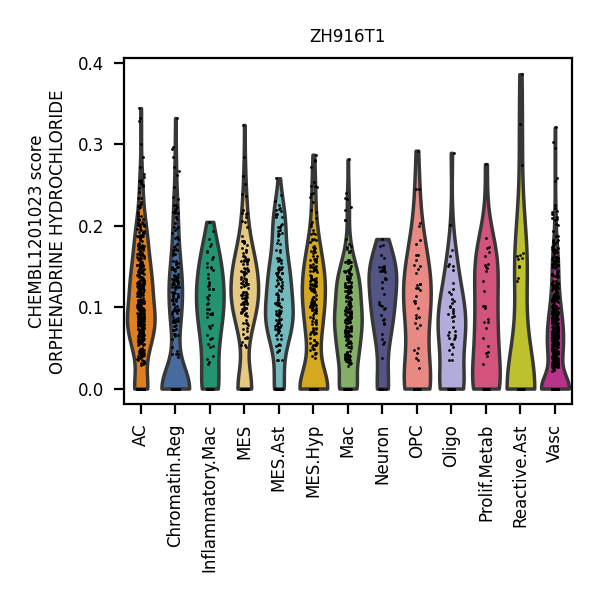 ZH916T1
CHEMBL1201023 score
ORPHENADRINE HYDROCHLORIDE
0.4
0.3
0.2
0.1
0.0
AC
Chromatin.Reg
Inflammatory.Mac
MES
MES.Ast
MES.Hyp
Mac
Neuron
OPC
Oligo
Prolif.Metab
Reactive.Ast
Vasc